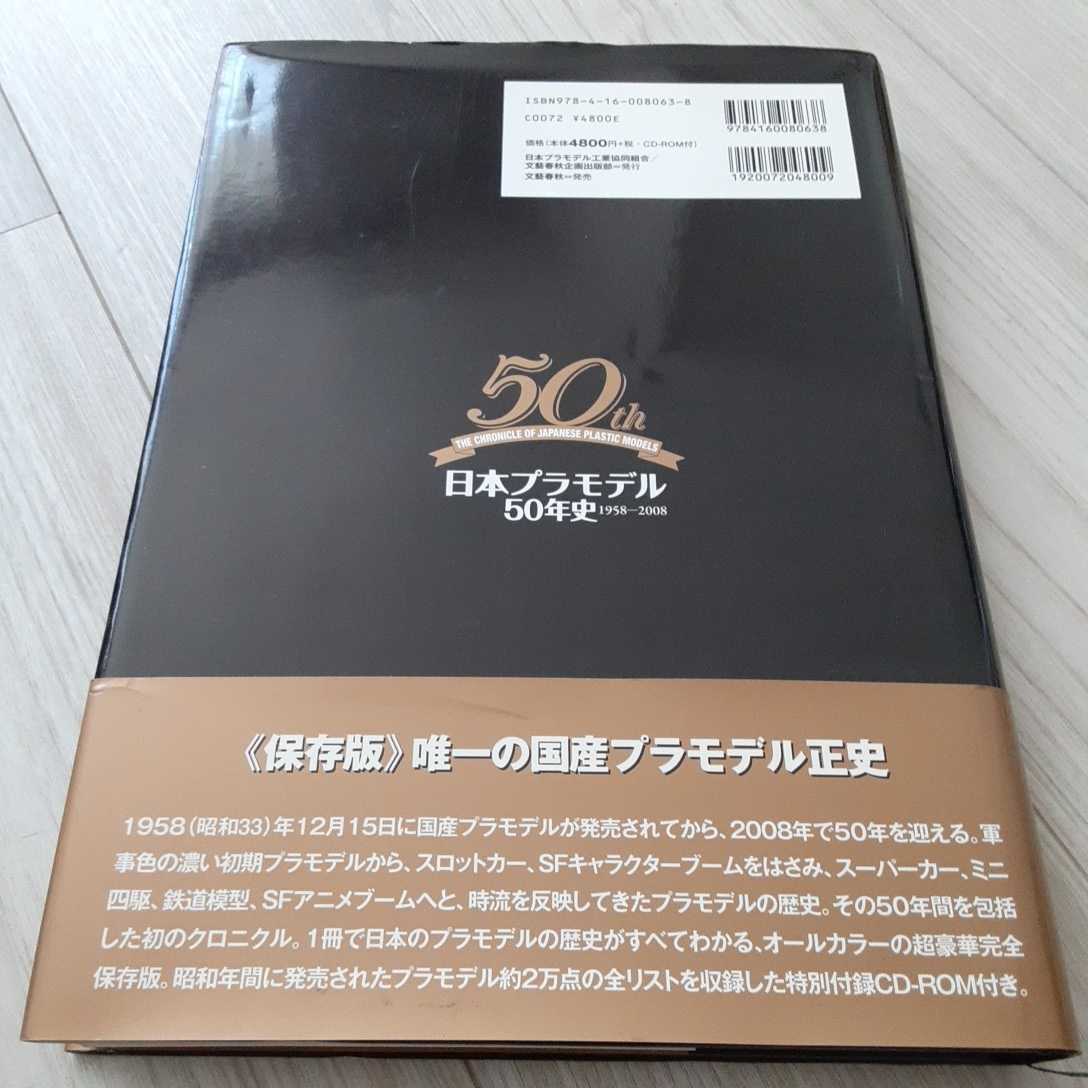 ISBN978-4-16-008063-8
C0072 ¥4800E
価格(本体4800円+税・CD-ROM付)
日本プラモデル工業協同組合/
文藝春秋企画出版部=発行
文藝春秋=発売
9784160080638
1920072048009
50th
THE CHRONICLE OF JAPANESE PLASTIC MODELS
日本プラモデル
50年史 1958—2008
《保存版》唯一の国産プラモデル正史
1958(昭和33)年12月15日に国産プラモデルが発売されてから、2008年で50年を迎える。軍
事色の濃い初期プラモデルから、スロットカー、SFキャラクターブームをはさみ、スーパーカー、ミニ
四駆、鉄道模型、SFアニメブームへと、時流を反映してきたプラモデルの歴史。その50年間を包括
した初のクロニクル。1冊で日本のプラモデルの歴史がすべてわかる、オールカラーの超豪華完全
保存版。昭和年間に発売されたプラモデル約2万点の全リストを収録した特別付録CD-ROM付き。